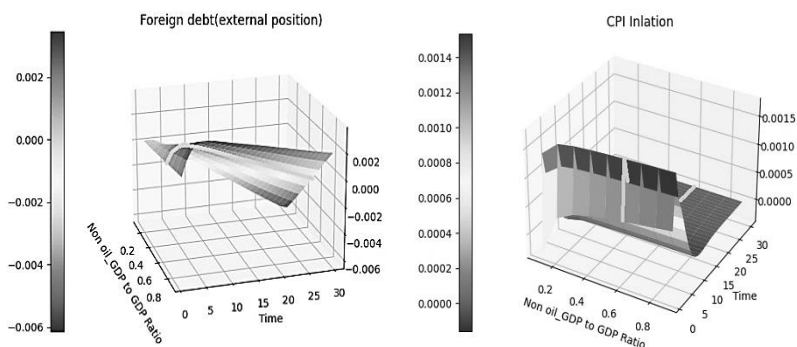 Foreign debt(external position)
0.002
0.000
−0.002
−0.004
−0.006
0.002
0.000
−0.002
−0.004
−0.006
Non oil_GDP to GDP Ratio
0.2
0.4
0.6
0.8
0 5 10 15 20 25 30
Time
CPI Inlation
0.0014
0.0012
0.0010
0.0008
0.0006
0.0004
0.0002
0.0000
0.0015
0.0010
0.0005
0.0000
0.2 0.4 0.6 0.8
Non oil_GDP to GDP Ratio
0 5 10 15 20 25 30
Time